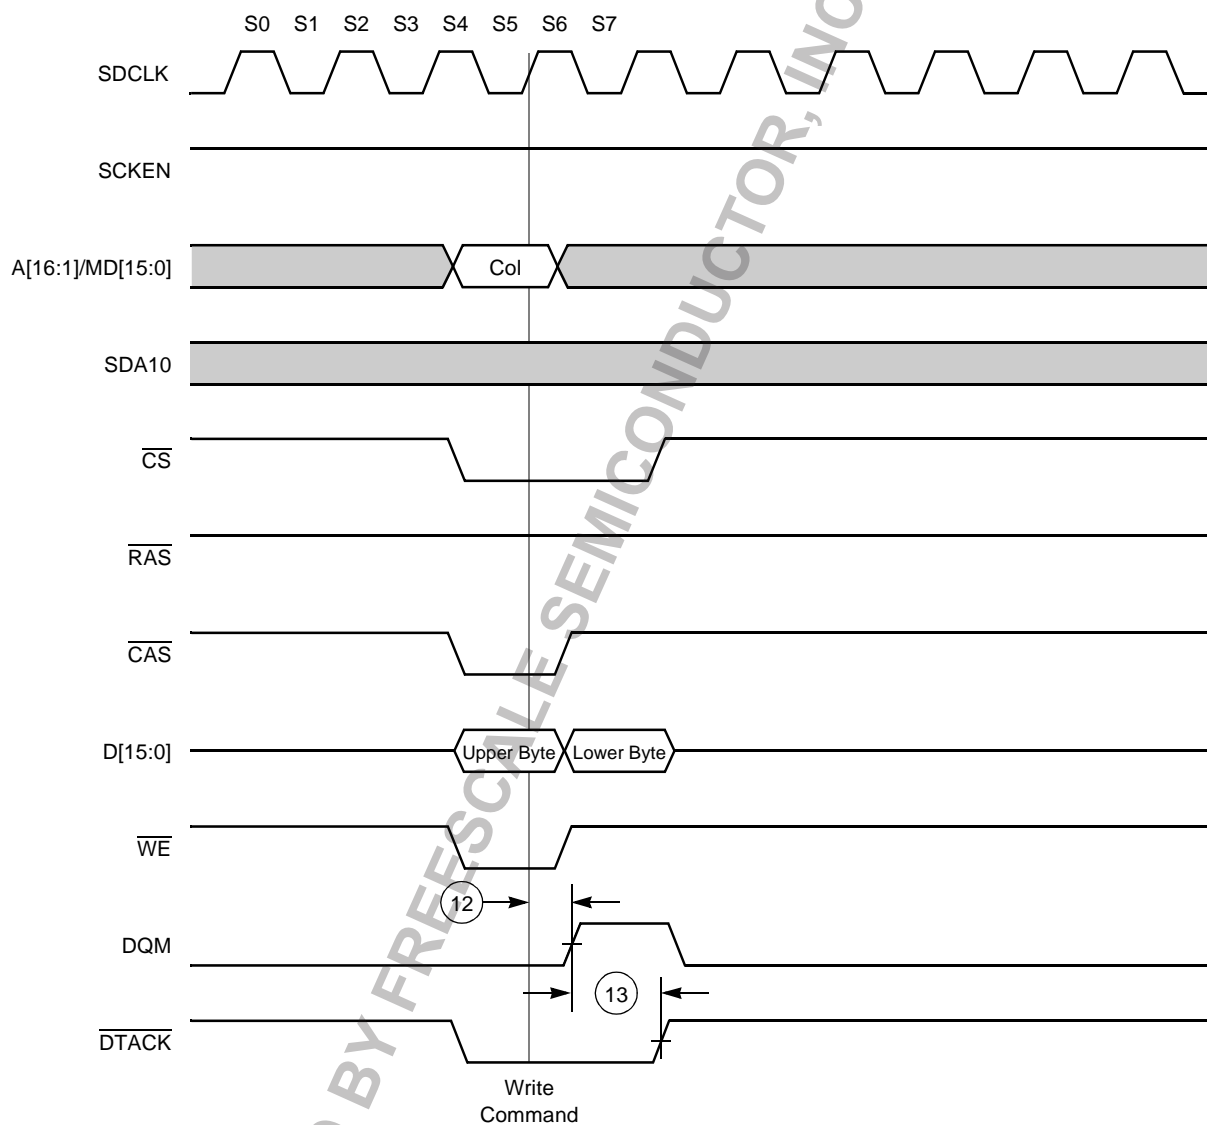 S0 S1 S2 S3 S4 S5 S6 S7
SDCLK
SCKEN
A[16:1]/MD[15:0]
Col
SDA10
CS
RAS
CAS
D[15:0]
Upper Byte
Lower Byte
WE
12
DQM
13
DTACK
Write
Command
BY FREESCALE SEMICONDUCTOR, INC